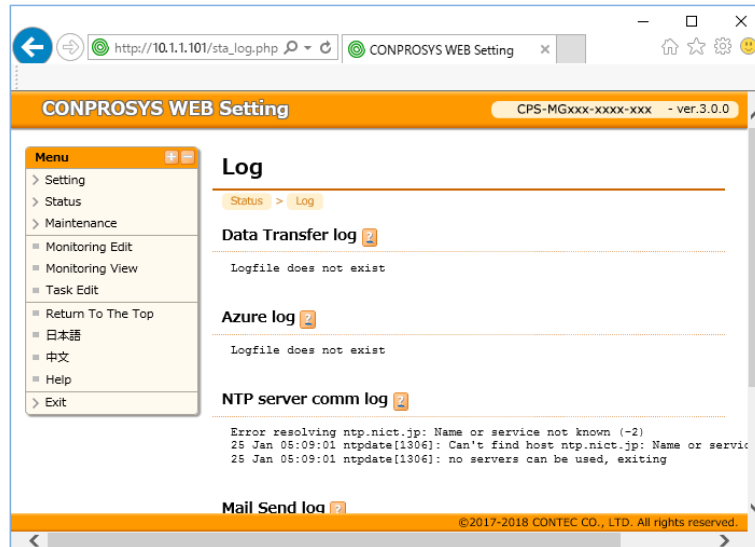 http://10.1.1.101/sta_log.php
CONPROSYS WEB Setting
CONPROSYS WEB Setting
CPS-MGxxx-xxxx-xxx - ver.3.0.0
Menu
Setting
Status
Maintenance
Monitoring Edit
Monitoring View
Task Edit
Return To The Top
日本語
中文
Help
Exit
Log
Status > Log
Data Transfer log ?
Logfile does not exist
Azure log ?
Logfile does not exist
NTP server comm log ?
Error resolving ntp.nict.jp: Name or service not known (-2)
25 Jan 05:09:01 ntpdate[1306]: Can't find host ntp.nict.jp: Name or servic
25 Jan 05:09:01 ntpdate[1306]: no servers can be used, exiting
Mail Send log ?
©2017-2018 CONTEC CO., LTD. All rights reserved.